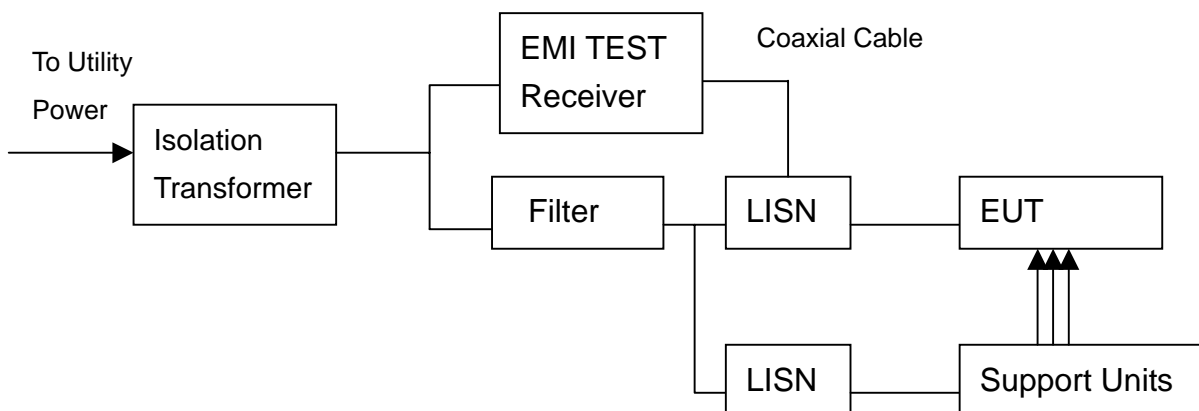 To Utility
Power
Isolation
Transformer
EMI TEST
Receiver
Coaxial Cable
Filter
LISN
EUT
LISN
Support Units